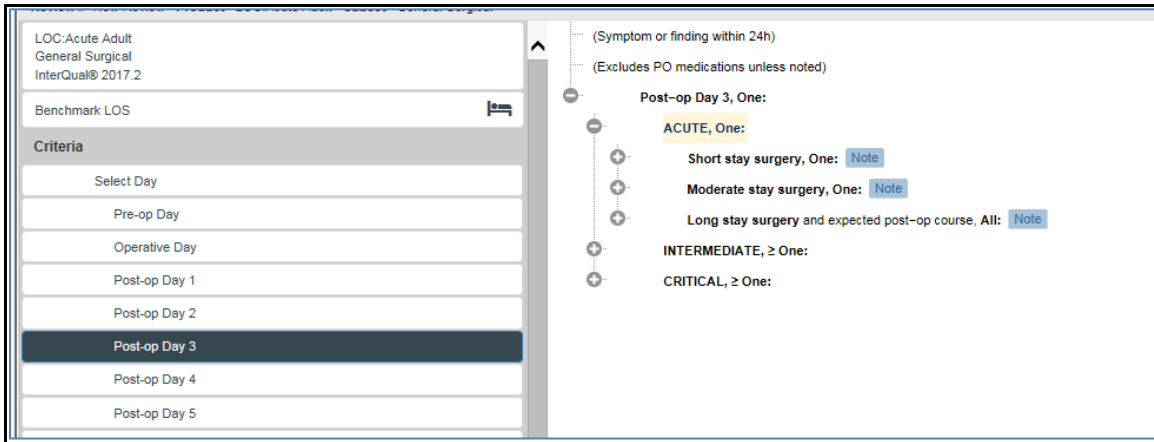 LOC:Acute Adult
General Surgical
InterQual® 2017.2
Benchmark LOS
Criteria
Select Day
Pre-op Day
Operative Day
Post-op Day 1
Post-op Day 2
Post-op Day 3
Post-op Day 4
Post-op Day 5
(Symptom or finding within 24h)
(Excludes PO medications unless noted)
Post-op Day 3, One:
ACUTE, One:
Short stay surgery, One: Note
Moderate stay surgery, One: Note
Long stay surgery and expected post-op course, All: Note
INTERMEDIATE, ≥ One:
CRITICAL, ≥ One: